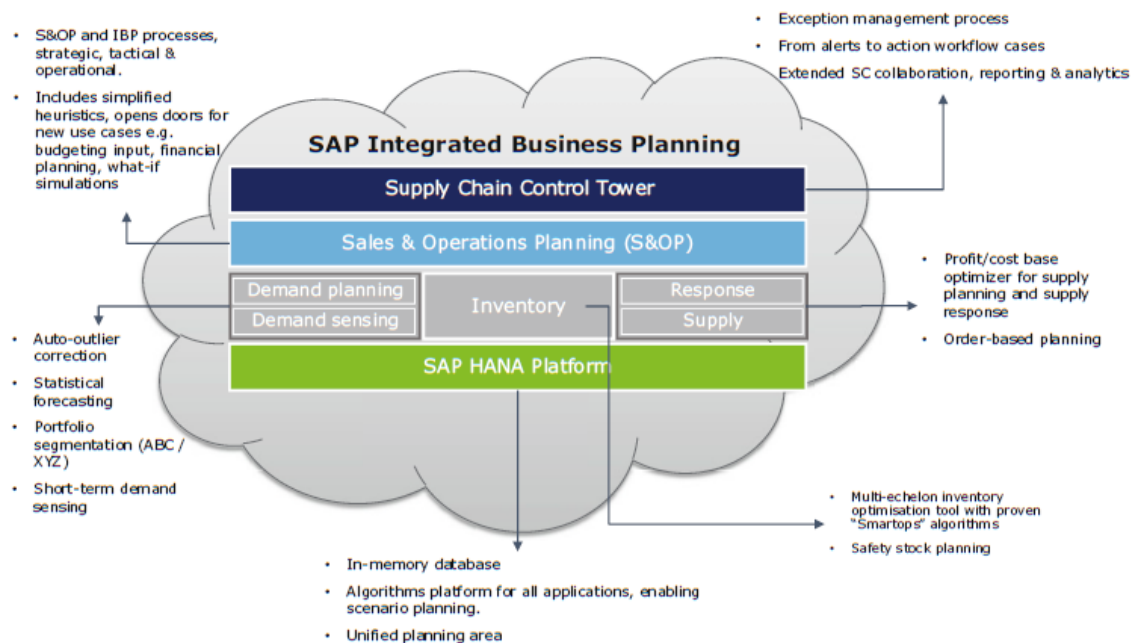 • S&OP and IBP processes,
strategic, tactical &
operational.
• Includes simplified
heuristics, opens doors for
new use cases e.g.
budgeting input, financial
planning, what-if
simulations
• Exception management process
• From alerts to action workflow cases
Extended SC collaboration, reporting & analytics
SAP Integrated Business Planning
Supply Chain Control Tower
Sales & Operations Planning (S&OP)
Demand planning
Demand sensing
Inventory
Response
Supply
SAP HANA Platform
• Profit/cost base
optimizer for supply
planning and supply
response
• Order-based planning
• Auto-outlier
correction
• Statistical
forecasting
• Portfolio
segmentation (ABC /
XYZ)
• Short-term demand
sensing
• Multi-echelon inventory
optimisation tool with proven
“Smartops” algorithms
• Safety stock planning
• In-memory database
• Algorithms platform for all applications, enabling
scenario planning.
• Unified planning area